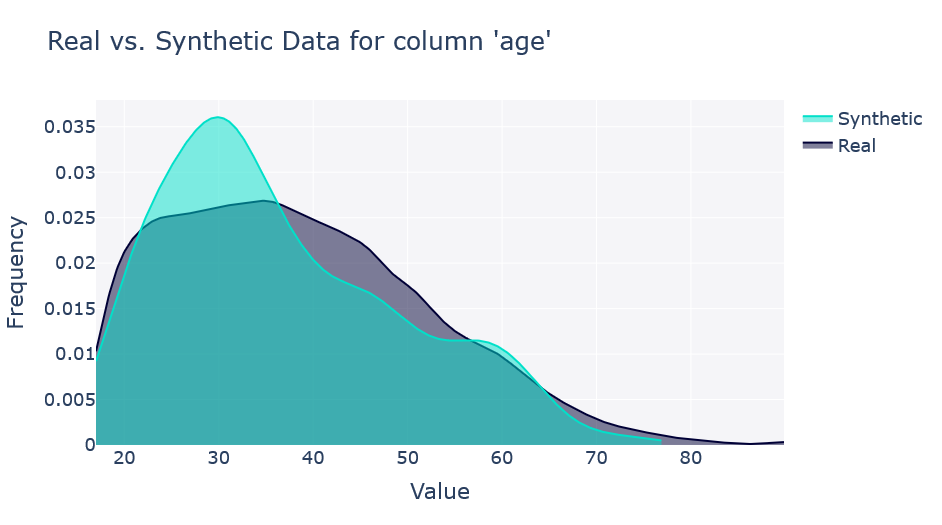 Real vs. Synthetic Data for column 'age'
Synthetic
Real
0.035
0.03
0.025
0.02
0.015
0.01
0.005
0
Frequency
20 30 40 50 60 70 80
Value